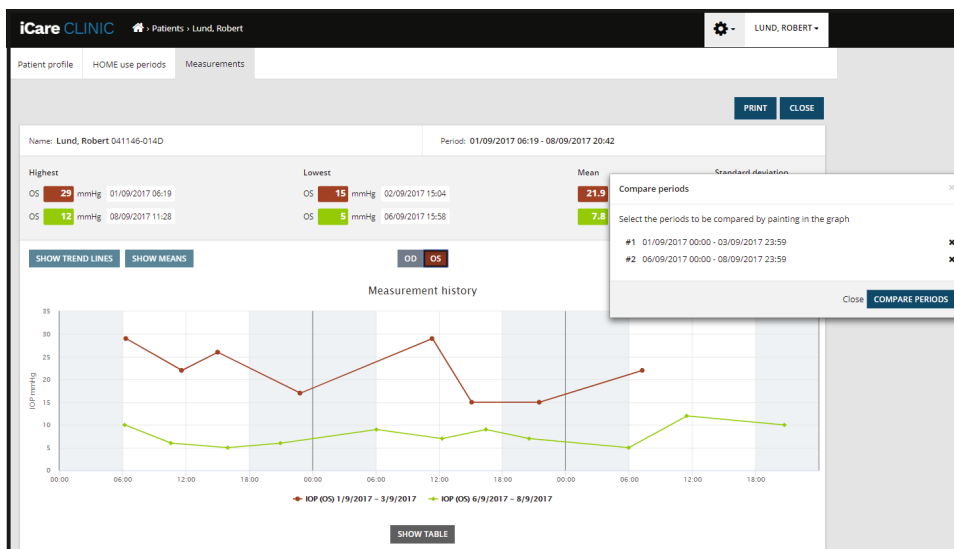 iCare CLINIC › Patients › Lund, Robert LUND, ROBERT
Patient profile HOME use periods Measurements
PRINT CLOSE
Name: Lund, Robert 041146-014D Period: 01/09/2017 06:19 - 08/09/2017 20:42
Highest Lowest Mean Standard deviation
OS 29 mmHg 01/09/2017 06:19 OS 15 mmHg 02/09/2017 15:04 21.9
OS 12 mmHg 08/09/2017 11:28 OS 5 mmHg 06/09/2017 15:58 7.8
Compare periods ×
Select the periods to be compared by painting in the graph
#1 01/09/2017 00:00 - 03/09/2017 23:59 ×
#2 06/09/2017 00:00 - 08/09/2017 23:59 ×
Close COMPARE PERIODS
SHOW TREND LINES SHOW MEANS OD OS
Measurement history
IOP mmHg
35
30
25
20
15
10
5
0
00:00 06:00 12:00 18:00 00:00 06:00 12:00 18:00 00:00 06:00 12:00 18:00
IOP (OS) 1/9/2017 – 3/9/2017 IOP (OS) 6/9/2017 – 8/9/2017
SHOW TABLE